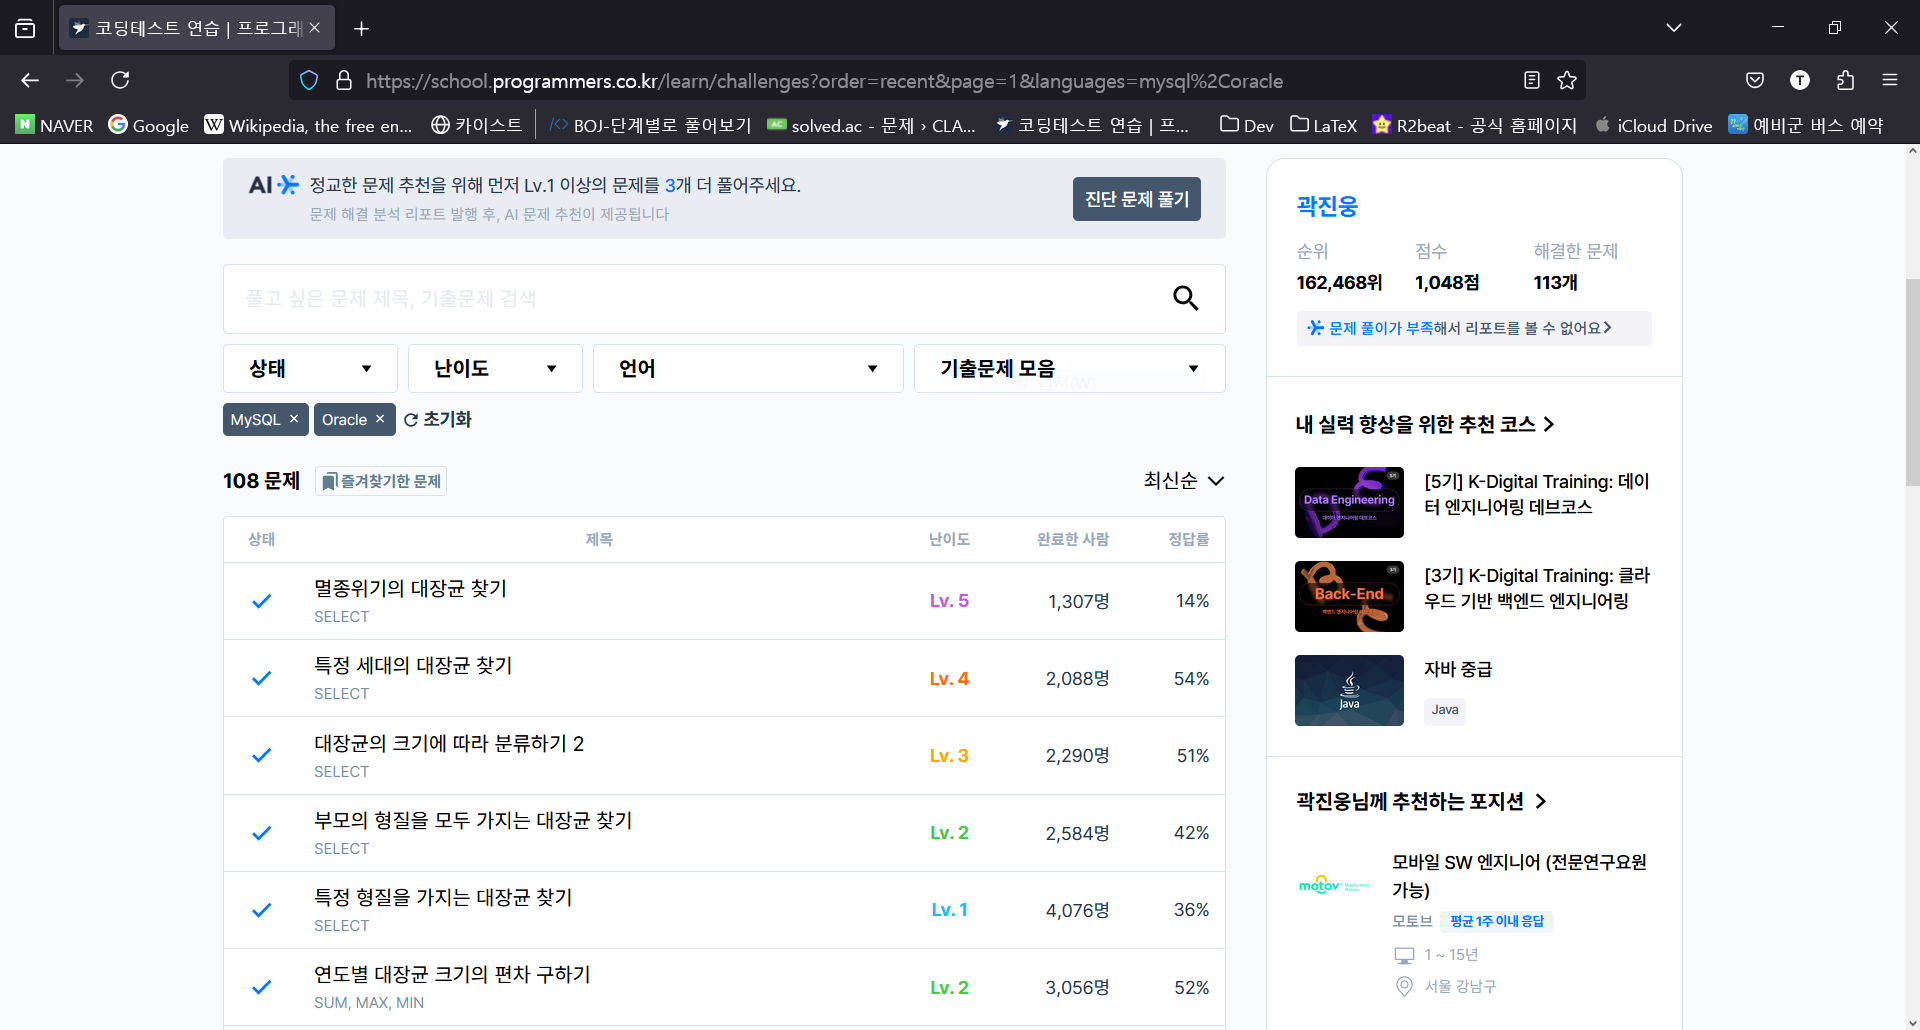 코딩테스트 연습 | 프로그래
https://school.programmers.co.kr/learn/challenges?order=recent&page=1&languages=mysql%2Coracle
T
NAVER
Google
Wikipedia, the free en...
카이스트
BOJ-단계별로 풀어보기
solved.ac - 문제 › CLA...
코딩테스트 연습 | 프...
Dev
LaTeX
R2beat - 공식 홈페이지
iCloud Drive
예비군 버스 예약
AI 정교한 문제 추천을 위해 먼저 Lv.1 이상의 문제를 3개 더 풀어주세요.
문제 해결 분석 리포트 발행 후, AI 문제 추천이 제공됩니다
진단 문제 풀기
풀고 싶은 문제 제목, 기출문제 검색
상태
난이도
언어
기출문제 모음
MySQL ×
Oracle ×
초기화
108 문제
즐겨찾기한 문제
최신순
상태 제목 난이도 완료한 사람 정답률
멸종위기의 대장균 찾기
SELECT
Lv. 5 1,307명 14%
특정 세대의 대장균 찾기
SELECT
Lv. 4 2,088명 54%
대장균의 크기에 따라 분류하기 2
SELECT
Lv. 3 2,290명 51%
부모의 형질을 모두 가지는 대장균 찾기
SELECT
Lv. 2 2,584명 42%
특정 형질을 가지는 대장균 찾기
SELECT
Lv. 1 4,076명 36%
연도별 대장균 크기의 편차 구하기
SUM, MAX, MIN
Lv. 2 3,056명 52%
곽진웅
순위 점수 해결한 문제
162,468위 1,048점 113개
문제 풀이가 부족해서 리포트를 볼 수 없어요
내 실력 향상을 위한 추천 코스
Data Engineering
[5기] K-Digital Training: 데이
터 엔지니어링 데브코스
Back-End
[3기] K-Digital Training: 클라
우드 기반 백엔드 엔지니어링
Java
자바 중급
Java
곽진웅님께 추천하는 포지션
motov
모바일 SW 엔지니어 (전문연구요원
가능)
모토브 평균 1주 이내 응답
1 ~ 15년
서울 강남구